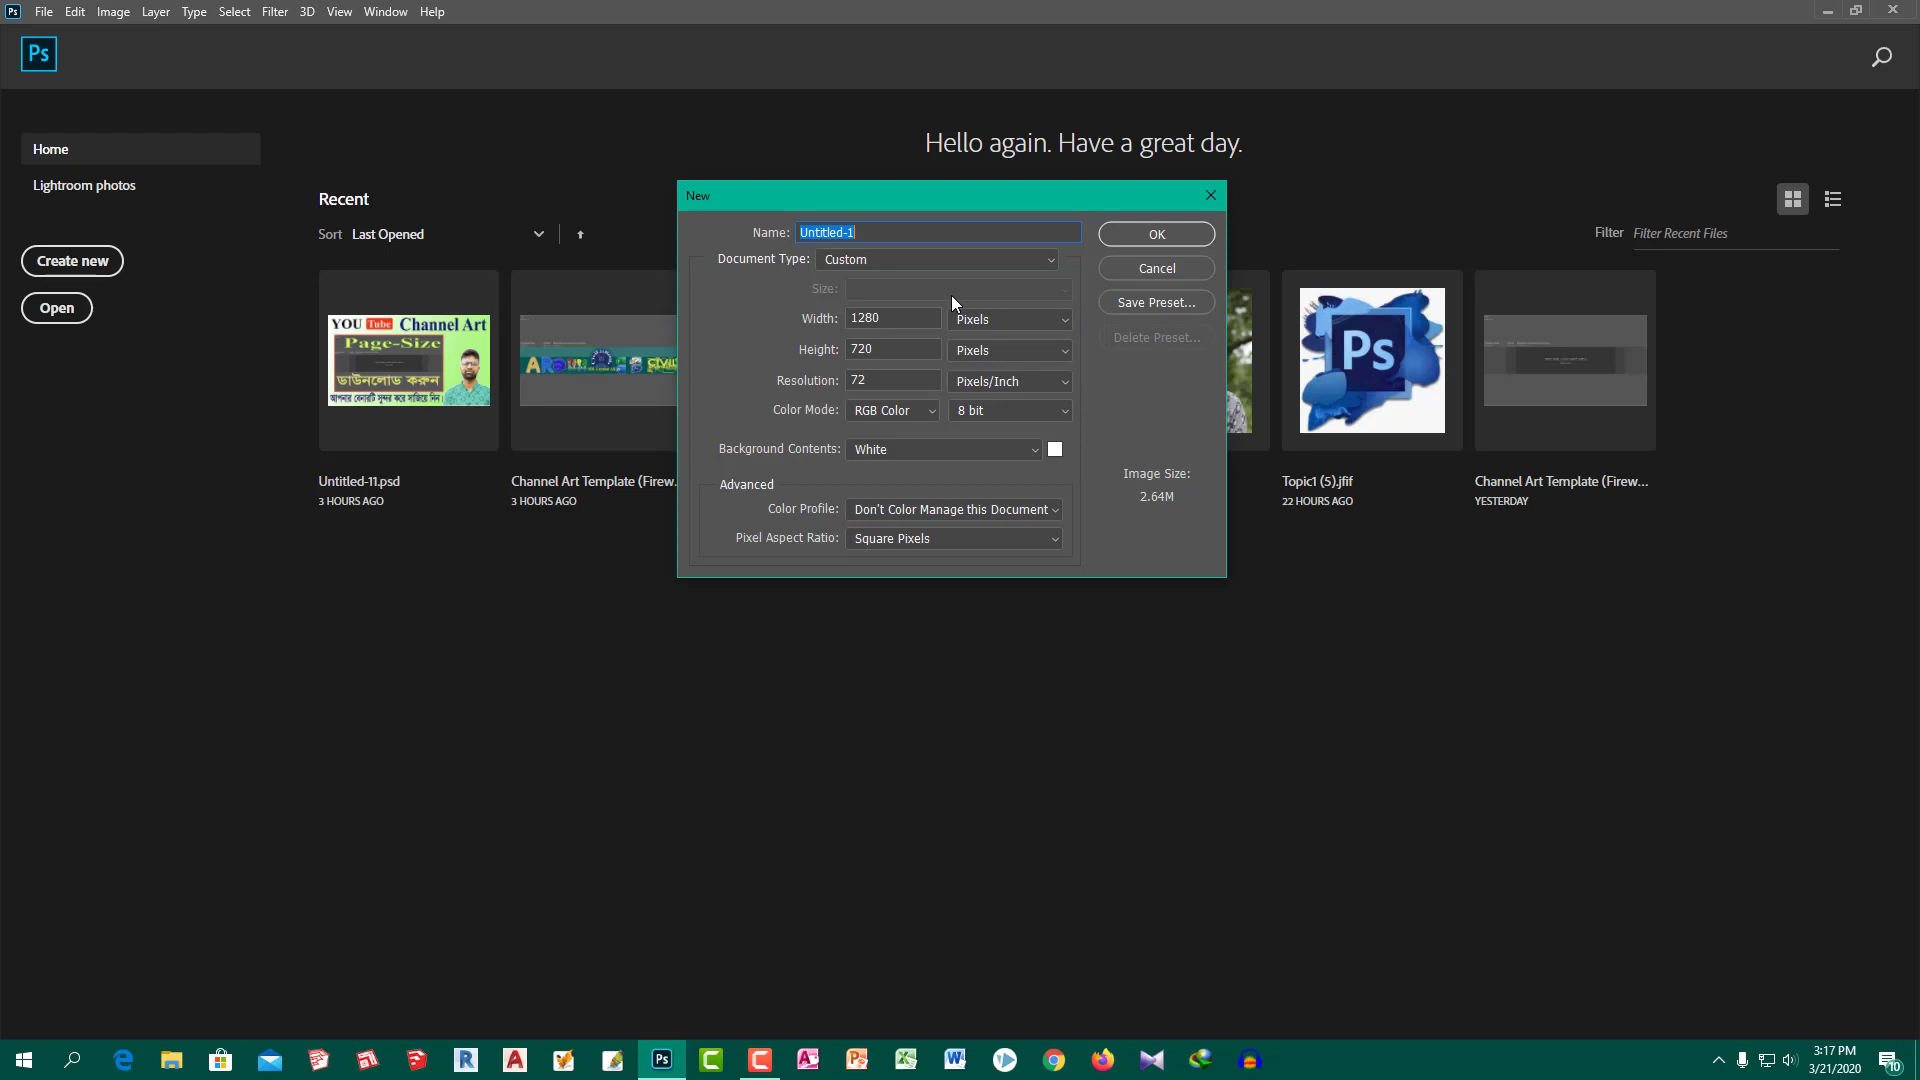 Ps File Edit Image Layer Type Select Filter 3D View Window Help
Ps
Hello again. Have a great day.
Home
Lightroom photos
Create new
Open
Recent
Sort Last Opened
Filter Filter Recent Files
YOU Tube Channel Art
Page-Size
ডাউনলোড করুন
আপনার বেনারটি সুন্দর করে সাজিয়ে নিন।
Untitled-11.psd
3 HOURS AGO
Channel Art Template (Firew...
3 HOURS AGO
Ps
Topic1 (5).jfif
22 HOURS AGO
Channel Art Template (Firew...
YESTERDAY
New
Name: Untitled-1
Document Type: Custom
Size:
Width: 1280 Pixels
Height: 720 Pixels
Resolution: 72 Pixels/Inch
Color Mode: RGB Color 8 bit
Background Contents: White
Advanced
Color Profile: Don't Color Manage this Document
Pixel Aspect Ratio: Square Pixels
OK
Cancel
Save Preset...
Delete Preset...
Image Size:
2.64M
3:17 PM
3/21/2020
10